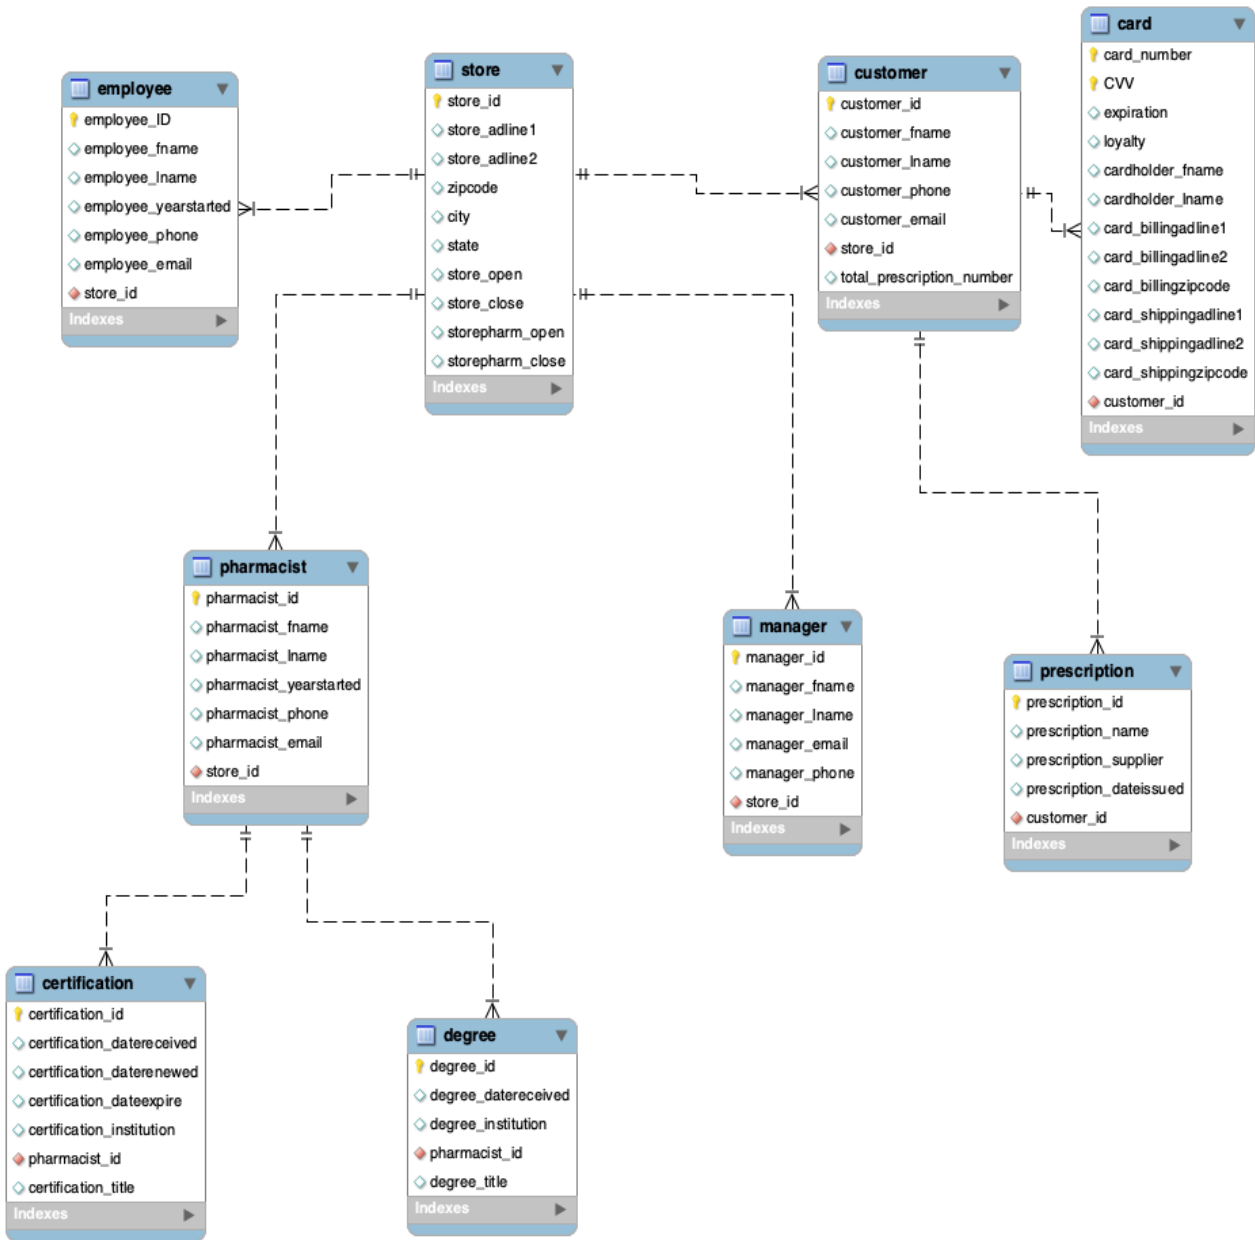 employee
employee_ID
employee_fname
employee_lname
employee_yearstarted
employee_phone
employee_email
store_id
Indexes
store
store_id
store_adline1
store_adline2
zipcode
city
state
store_open
store_close
storepharm_open
storepharm_close
Indexes
customer
customer_id
customer_fname
customer_lname
customer_phone
customer_email
store_id
total_prescription_number
Indexes
card
card_number
CVV
expiration
loyalty
cardholder_fname
cardholder_lname
card_billingadline1
card_billingadline2
card_billingzipcode
card_shippingadline1
card_shippingadline2
card_shippingzipcode
customer_id
Indexes
pharmacist
pharmacist_id
pharmacist_fname
pharmacist_lname
pharmacist_yearstarted
pharmacist_phone
pharmacist_email
store_id
Indexes
manager
manager_id
manager_fname
manager_lname
manager_email
manager_phone
store_id
Indexes
prescription
prescription_id
prescription_name
prescription_supplier
prescription_dateissued
customer_id
Indexes
certification
certification_id
certification_datereceived
certification_daterenewed
certification_dateexpire
certification_institution
pharmacist_id
certification_title
Indexes
degree
degree_id
degree_datereceived
degree_institution
pharmacist_id
degree_title
Indexes